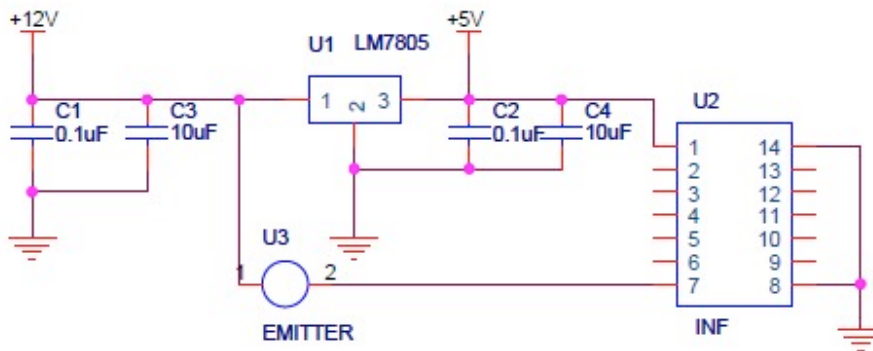 +12V
+5V
U1 LM7805
1 2 3
C1
0.1uF
C3
10uF
C2
0.1uF
C4
10uF
U2
1 14
2 13
3 12
4 11
5 10
6 9
7 8
INF
U3
1 2
EMITTER